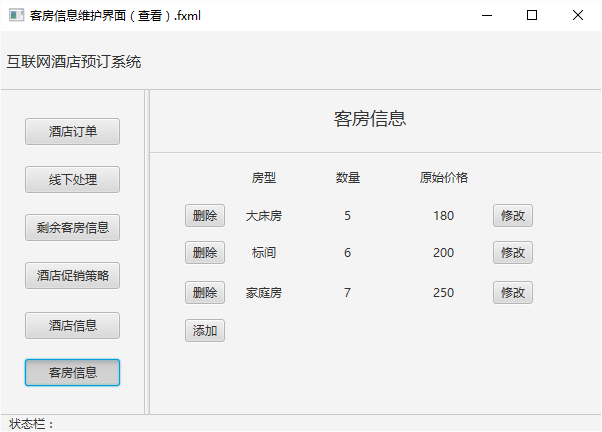 客房信息维护界面（查看）.fxml
互联网酒店预订系统
酒店订单
线下处理
剩余客房信息
酒店促销策略
酒店信息
客房信息
客房信息
房型 数量 原始价格
删除 大床房 5 180 修改
删除 标间 6 200 修改
删除 家庭房 7 250 修改
添加
状态栏：